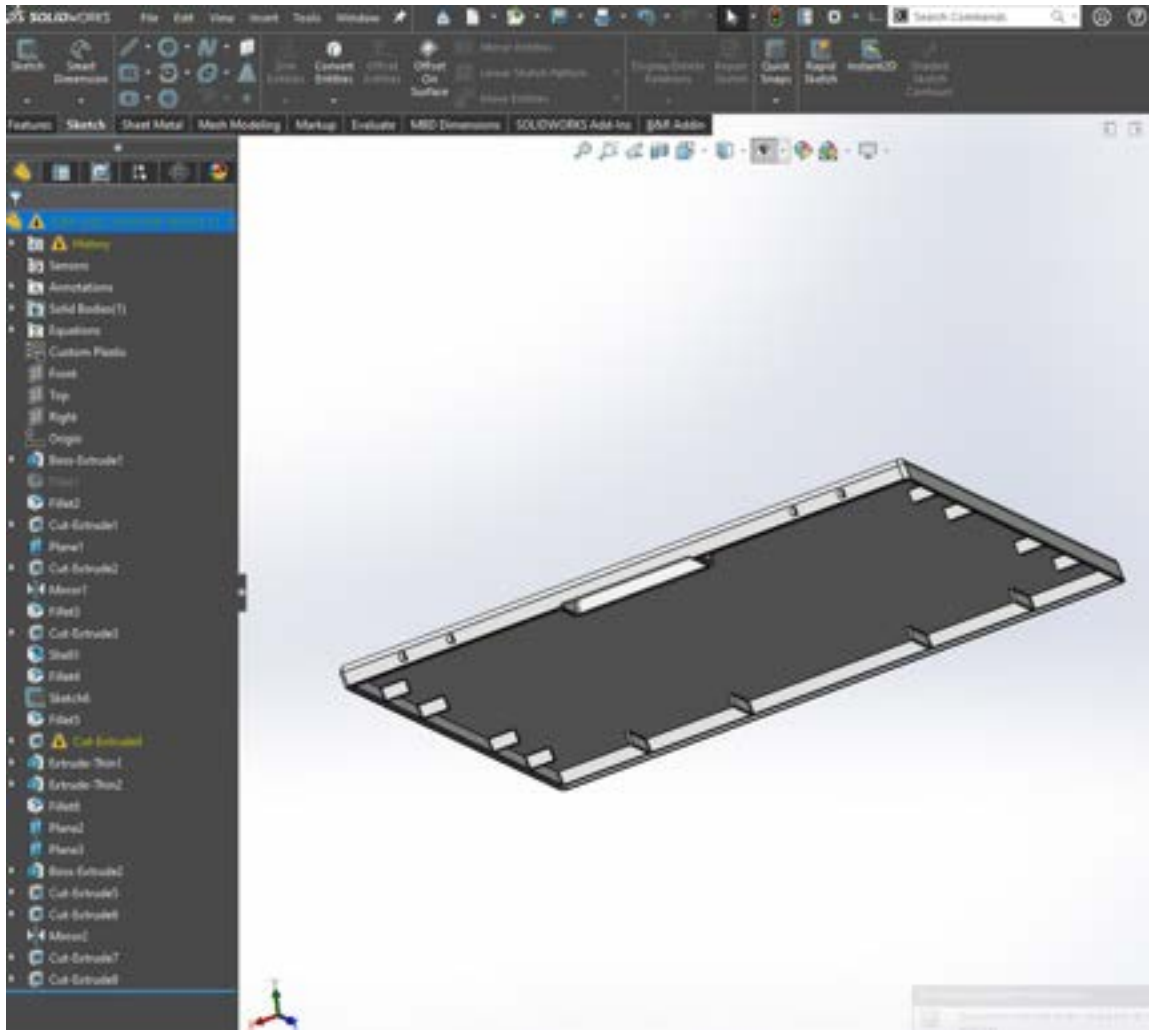 SOLIDWORKS File Edit View Insert Tools Window
Search Commands
Sketch
Smart Dimension
Convert Entities
Offset On Surface
Mirror Entities
Linear Sketch Pattern
Move Entities
Display/Delete Relations
Repair Sketch
Quick Snaps
Rapid Sketch
Instant2D
Shaded Sketch Contours
Features Sketch Sheet Metal Mesh Modeling Markup Evaluate MBD Dimensions SOLIDWORKS Add-Ins
History
Sensors
Annotations
Solid Bodies(1)
Equations
Custom Plastic
Front
Top
Right
Origin
Boss-Extrude1
Fillet2
Cut-Extrude1
Plane1
Cut-Extrude2
Mirror1
Fillet3
Cut-Extrude3
Shell1
Fillet4
Sketch6
Fillet5
Extrude-Thin1
Extrude-Thin2
Fillet6
Plane2
Plane3
Boss-Extrude2
Cut-Extrude5
Cut-Extrude6
Mirror2
Cut-Extrude7
Cut-Extrude8